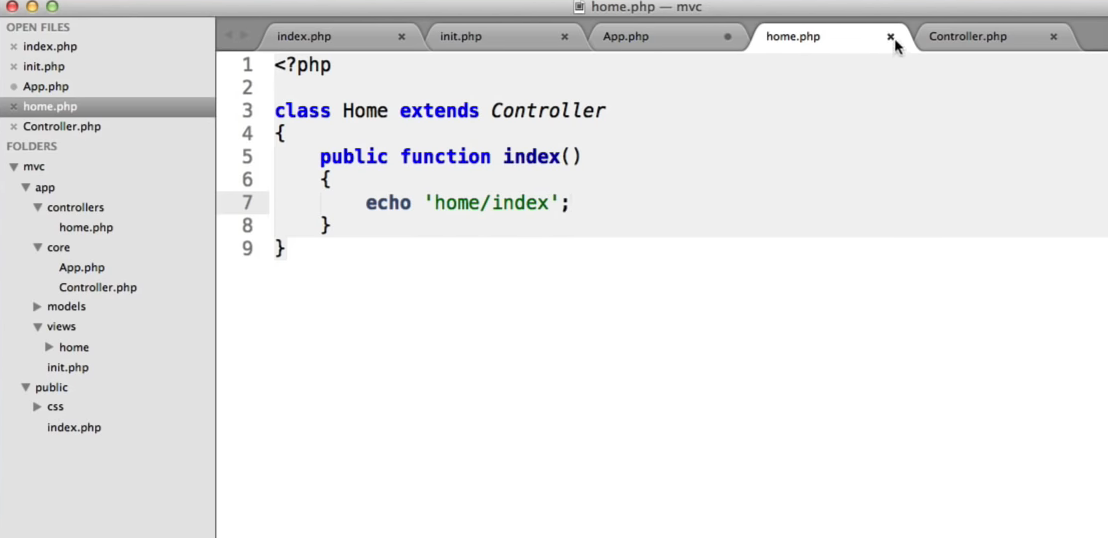 home.php — mvc
OPEN FILES
index.php
init.php
App.php
home.php
Controller.php
FOLDERS
mvc
app
controllers
home.php
core
App.php
Controller.php
models
views
home
init.php
public
css
index.php
index.php init.php App.php home.php Controller.php
1 <?php
2
3 class Home extends Controller
4 {
5     public function index()
6     {
7         echo 'home/index';
8     }
9 }